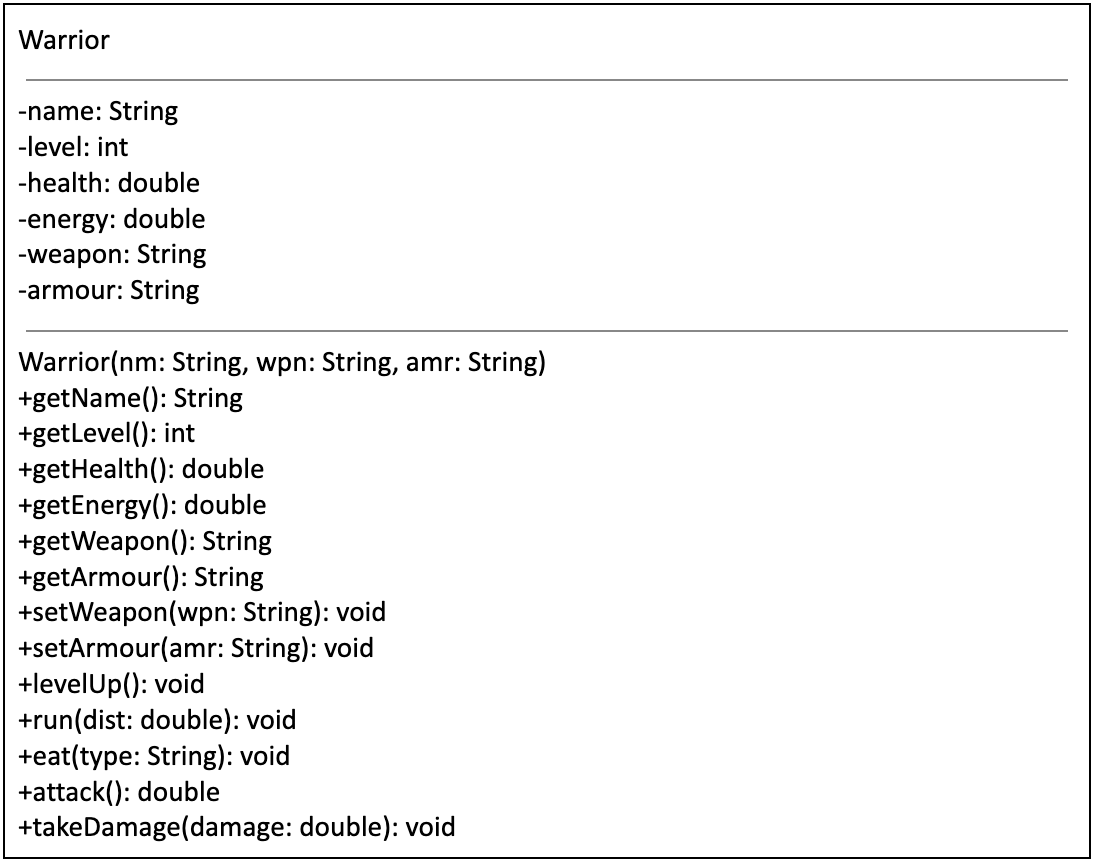 Warrior
-name: String
-level: int
-health: double
-energy: double
-weapon: String
-armour: String
Warrior(nm: String, wpn: String, amr: String)
+getName(): String
+getLevel(): int
+getHealth(): double
+getEnergy(): double
+getWeapon(): String
+getArmour(): String
+setWeapon(wpn: String): void
+setArmour(amr: String): void
+levelUp(): void
+run(dist: double): void
+eat(type: String): void
+attack(): double
+takeDamage(damage: double): void